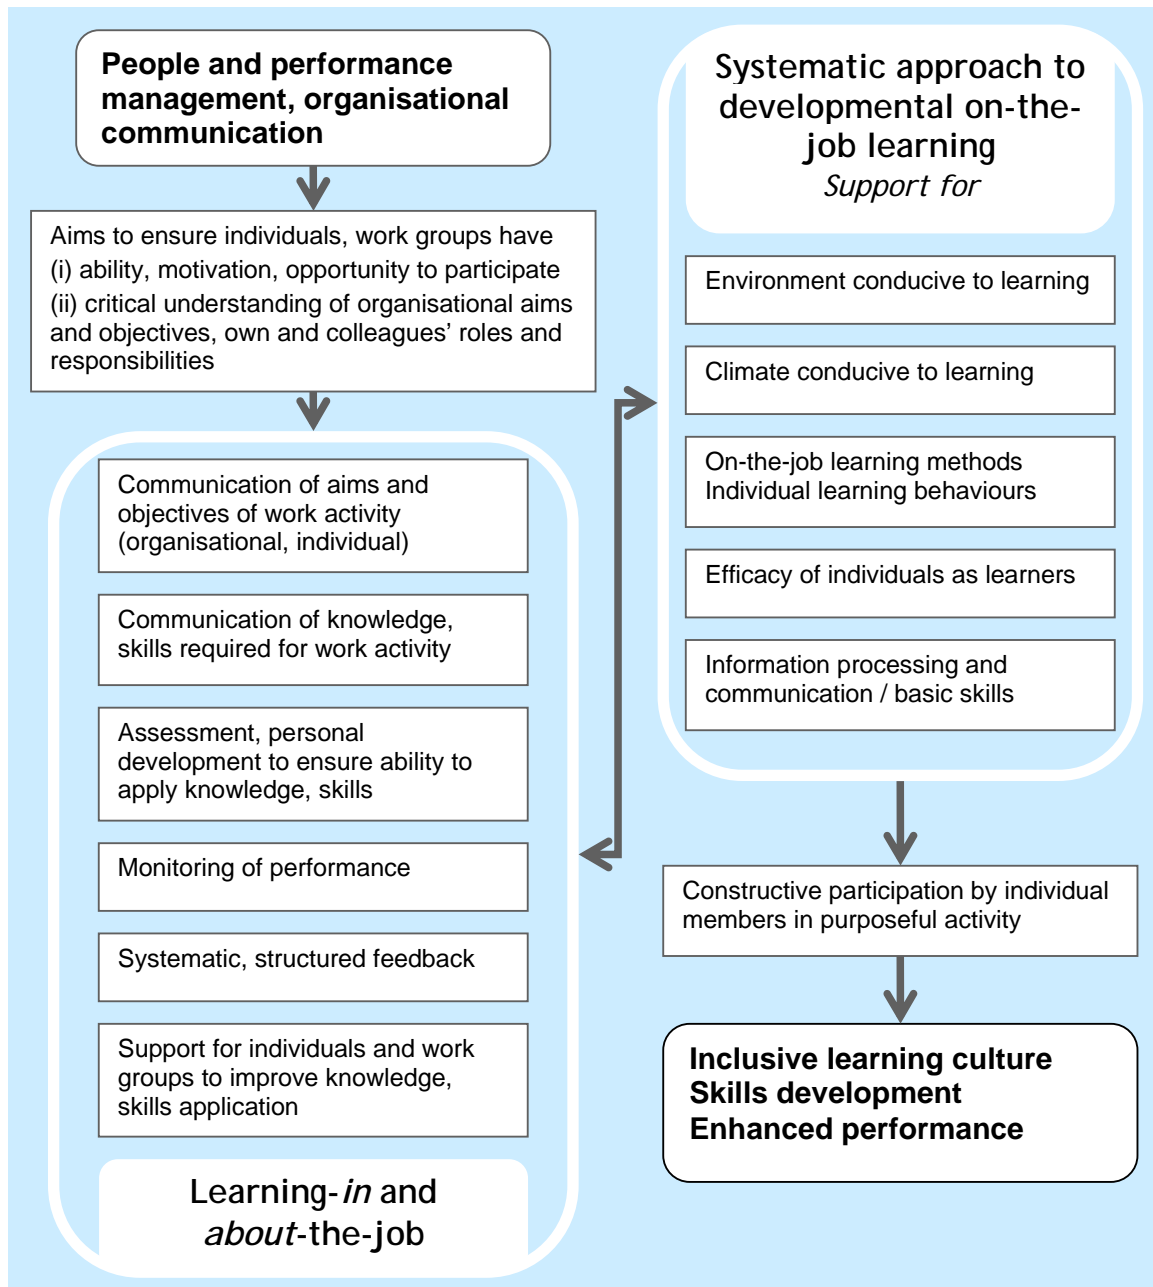 People and performance
management, organisational
communication
Aims to ensure individuals, work groups have
(i) ability, motivation, opportunity to participate
(ii) critical understanding of organisational aims
and objectives, own and colleagues’ roles and
responsibilities
Communication of aims and
objectives of work activity
(organisational, individual)
Communication of knowledge,
skills required for work activity
Assessment, personal
development to ensure ability to
apply knowledge, skills
Monitoring of performance
Systematic, structured feedback
Support for individuals and work
groups to improve knowledge,
skills application
Learning-in and
about-the-job
Systematic approach to
developmental on-the-
job learning
Support for
Environment conducive to learning
Climate conducive to learning
On-the-job learning methods
Individual learning behaviours
Efficacy of individuals as learners
Information processing and
communication / basic skills
Constructive participation by individual
members in purposeful activity
Inclusive learning culture
Skills development
Enhanced performance